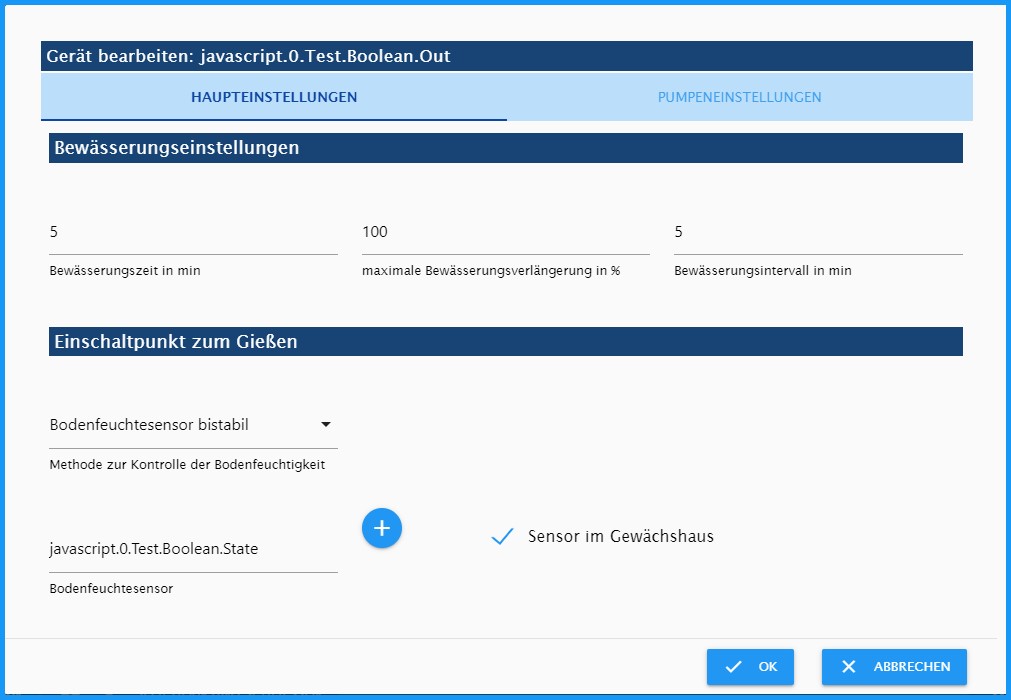 Gerät bearbeiten: javascript.0.Test.Boolean.Out
HAUPTEINSTELLUNGEN PUMPENEINSTELLUNGEN
Bewässerungseinstellungen
5 100 5
Bewässerungszeit in min maximale Bewässerungsverlängerung in % Bewässerungsintervall in min
Einschaltpunkt zum Gießen
Bodenfeuchtesensor bistabil
Methode zur Kontrolle der Bodenfeuchtigkeit
Sensor im Gewächshaus
javascript.0.Test.Boolean.State
Bodenfeuchtesensor
OK ABBRECHEN